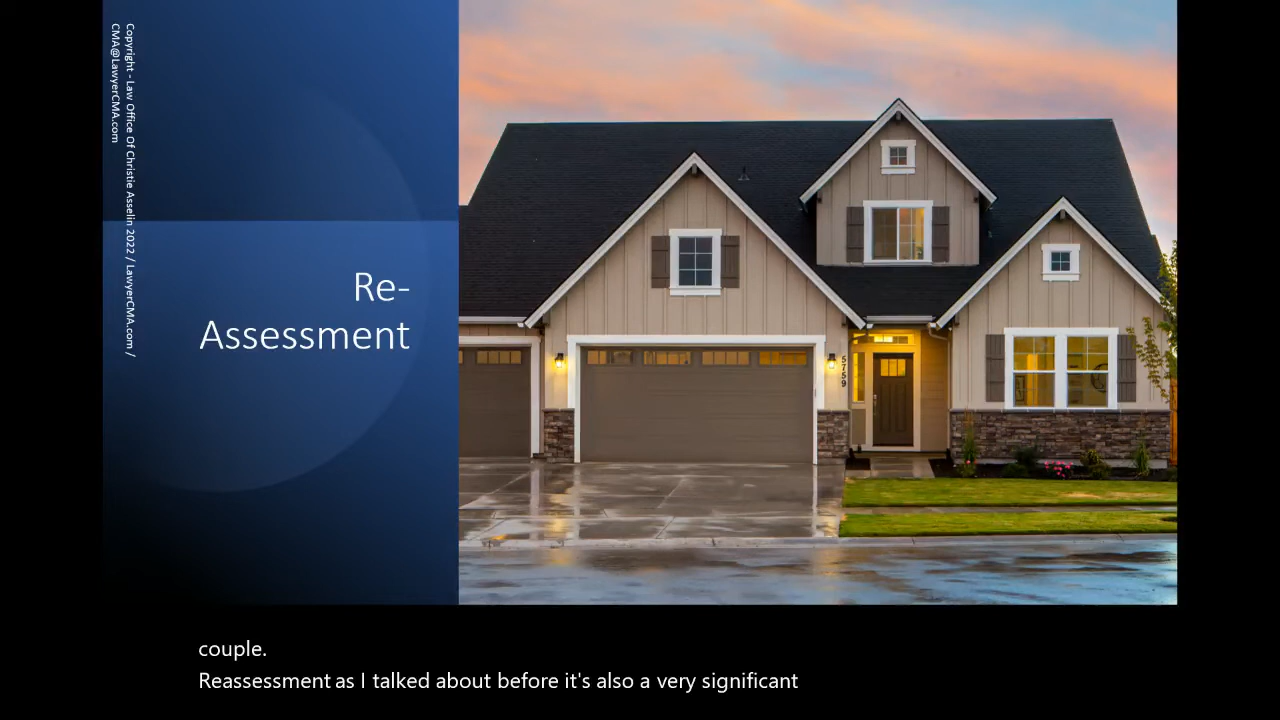 Copyright - Law Office Of Christie Asselin 2022 / LawyerCMA.com /
CMA@LawyerCMA.com
Re-
Assessment
5759
couple.
Reassessment as I talked about before it's also a very significant